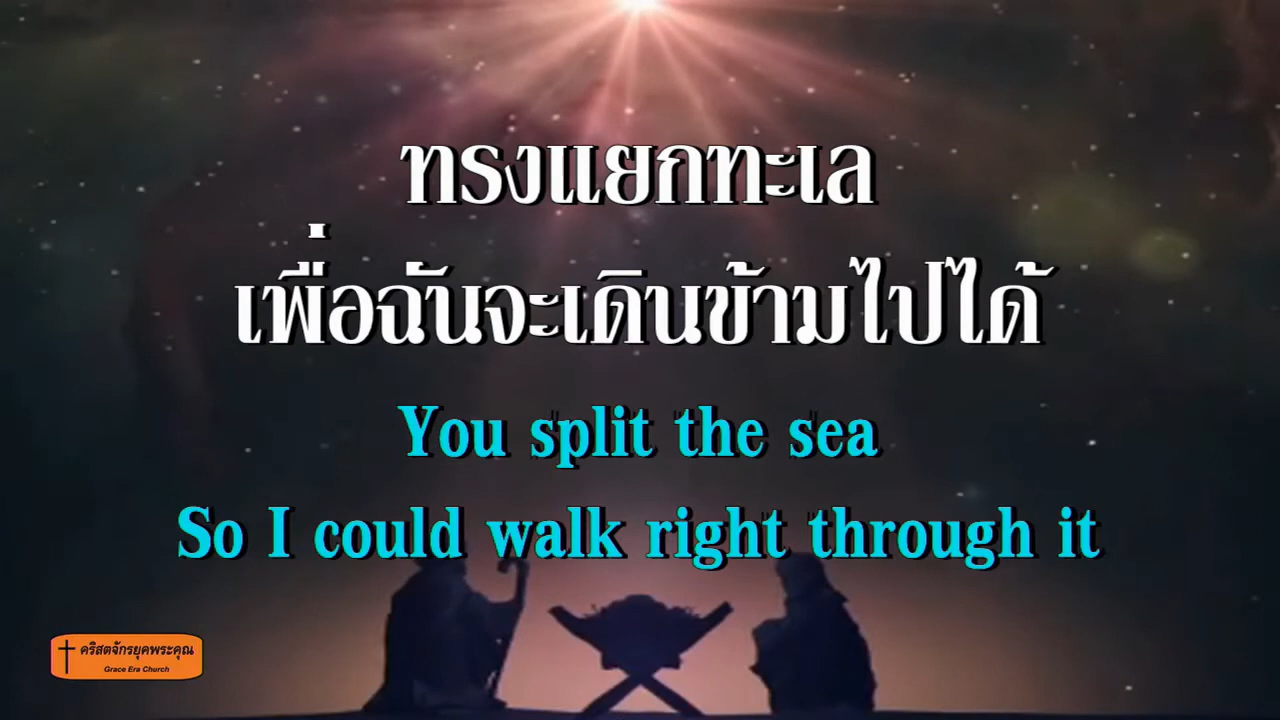 ทรงแยกทะเล
เพื่อฉันจะเดินข้ามไปได้
You split the sea
So I could walk right through it
คริสตจักรยุคพระคุณ
Grace Era Church